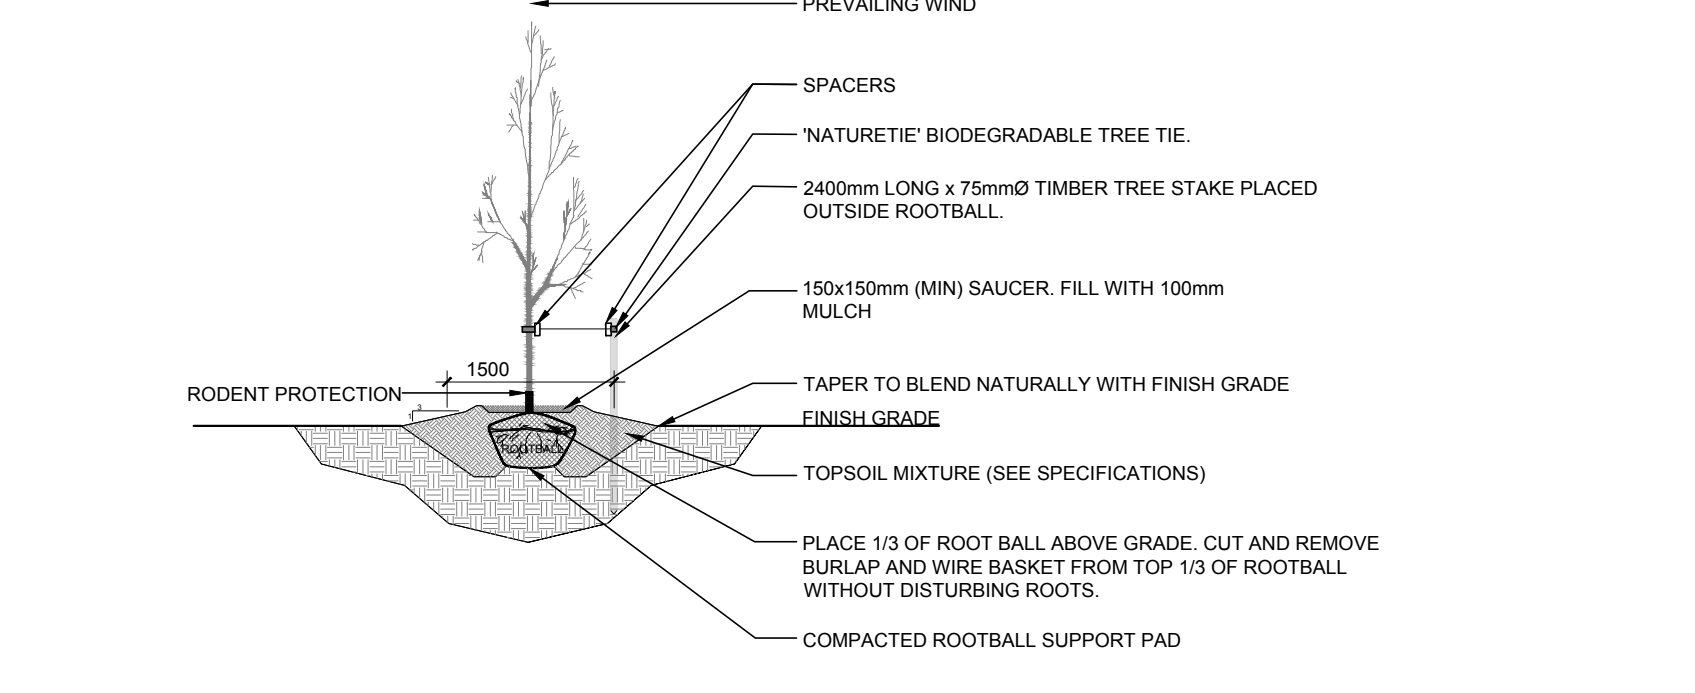 PREVAILING WIND
SPACERS
'NATURETIE' BIODEGRADABLE TREE TIE.
2400mm LONG x 75mmØ TIMBER TREE STAKE PLACED
OUTSIDE ROOTBALL.
150x150mm (MIN) SAUCER. FILL WITH 100mm
MULCH
1500
RODENT PROTECTION
TAPER TO BLEND NATURALLY WITH FINISH GRADE
3
1
FINISH GRADE
ROOTBALL
TOPSOIL MIXTURE (SEE SPECIFICATIONS)
PLACE 1/3 OF ROOT BALL ABOVE GRADE. CUT AND REMOVE
BURLAP AND WIRE BASKET FROM TOP 1/3 OF ROOTBALL
WITHOUT DISTURBING ROOTS.
COMPACTED ROOTBALL SUPPORT PAD